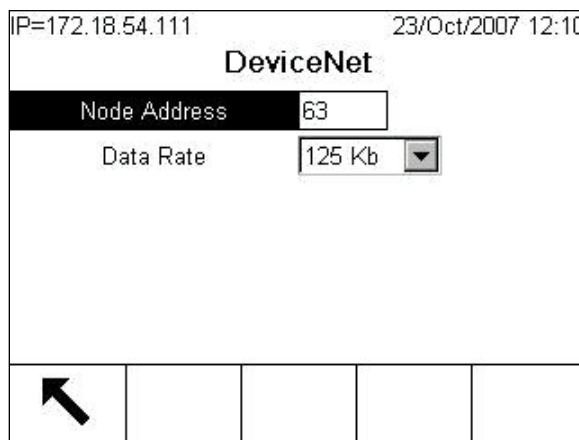 IP=172.18.54.111 23/Oct/2007 12:10
DeviceNet
Node Address 63
Data Rate 125 Kb